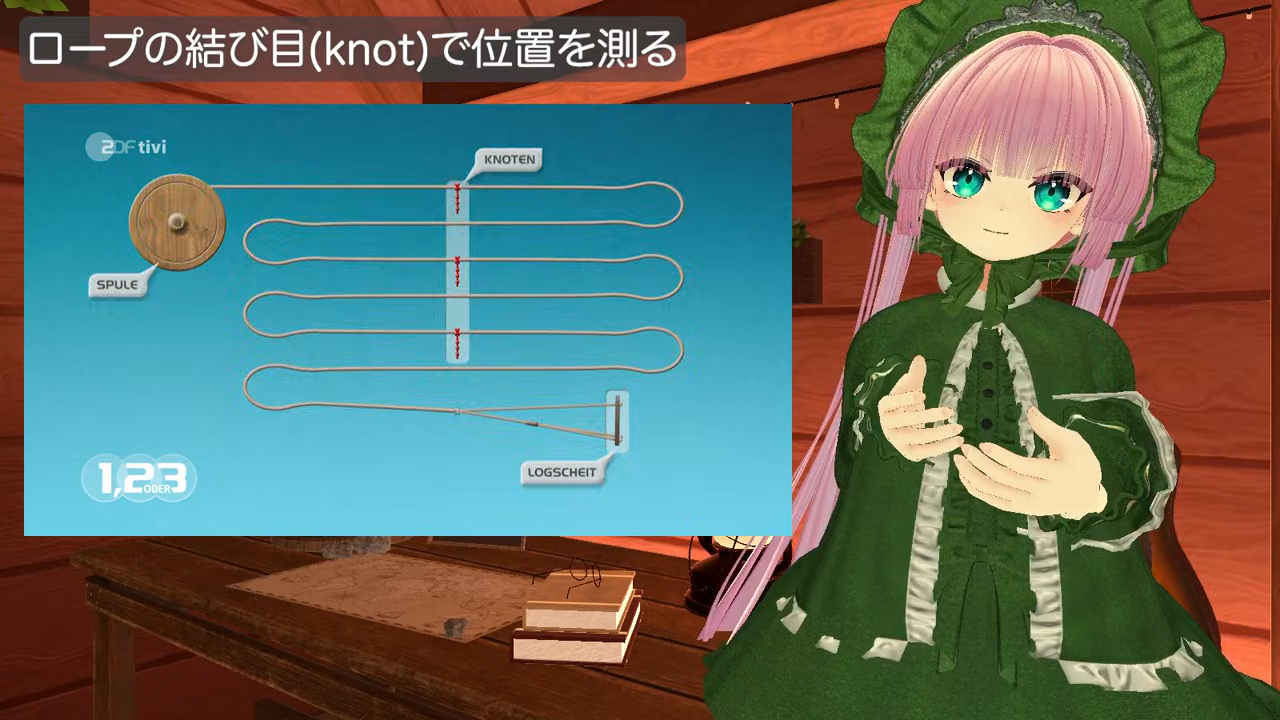 ロープの結び目(knot)で位置を測る
ZDF tivi
KNOTEN
SPULE
LOGSCHEIT
1, 2 ODER 3